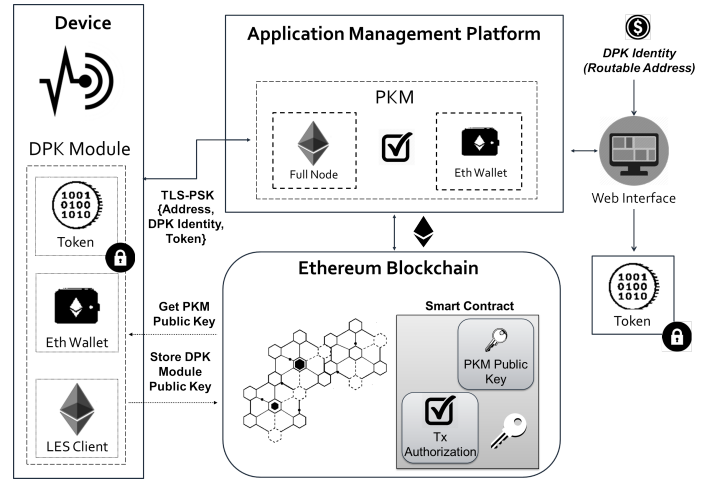 Device
DPK Module
1001
0100
1010
Token
Eth Wallet
LES Client
TLS-PSK
{Address,
DPK Identity,
Token}
Get PKM
Public Key
Store DPK
Module
Public Key
Application Management Platform
PKM
Full Node
Eth Wallet
Ethereum Blockchain
Smart Contract
PKM Public
Key
Tx
Authorization
$
DPK Identity
(Routable Address)
Web Interface
1001
0100
1010
Token